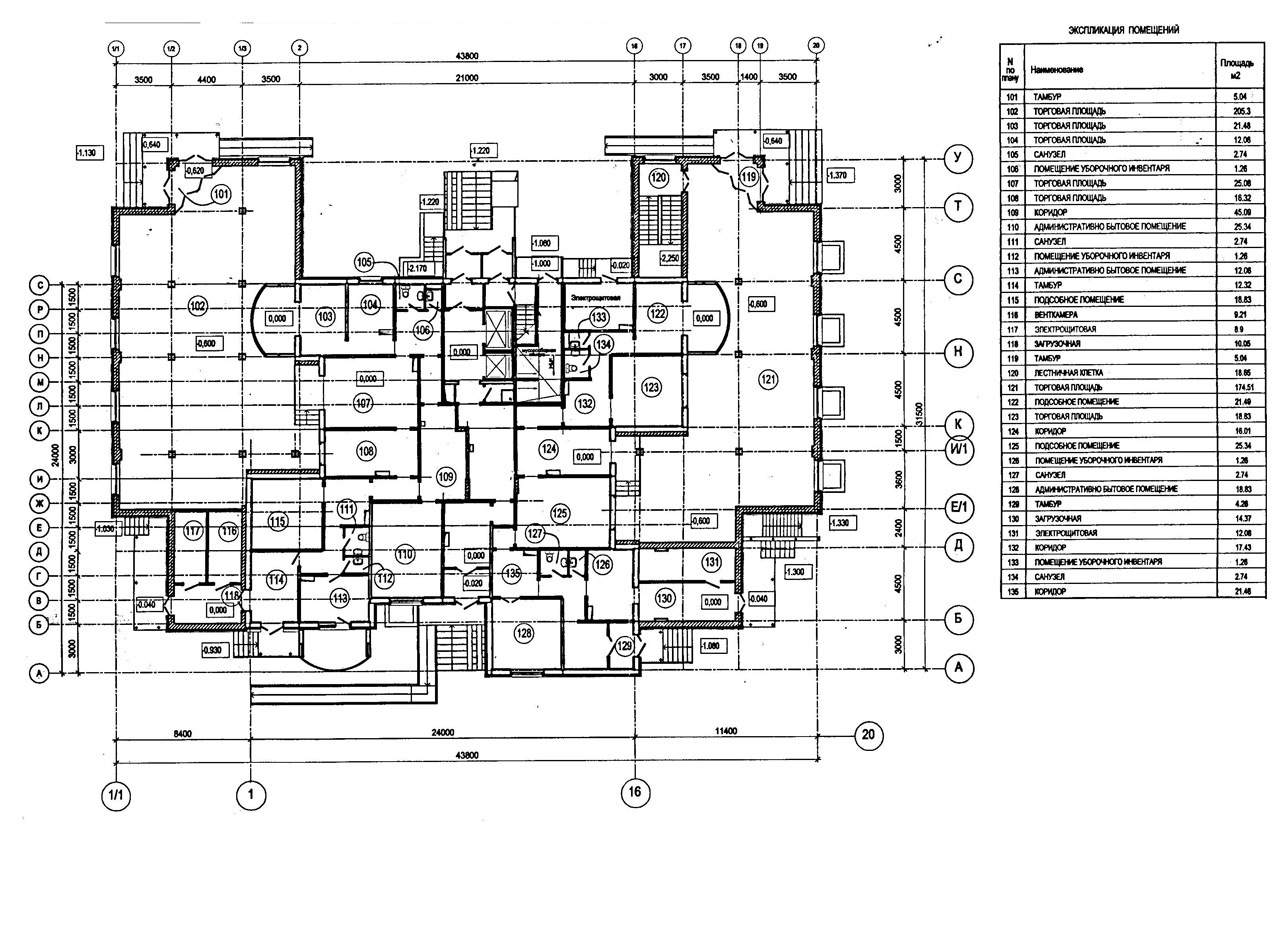 ЭКСПЛИКАЦИЯ ПОМЕЩЕНИЙ
N по плану Наименование Площадь м2
101 ТАМБУР 5.04
102 ТОРГОВАЯ ПЛОЩАДЬ 205.3
103 ТОРГОВАЯ ПЛОЩАДЬ 21.48
104 ТОРГОВАЯ ПЛОЩАДЬ 12.08
105 САНУЗЕЛ 2.74
106 ПОМЕЩЕНИЕ УБОРОЧНОГО ИНВЕНТАРЯ 1.26
107 ТОРГОВАЯ ПЛОЩАДЬ 25.08
108 ТОРГОВАЯ ПЛОЩАДЬ 16.32
109 КОРИДОР 45.09
110 АДМИНИСТРАТИВНО БЫТОВОЕ ПОМЕЩЕНИЕ 25.34
111 САНУЗЕЛ 2.74
112 ПОМЕЩЕНИЕ УБОРОЧНОГО ИНВЕНТАРЯ 1.26
113 АДМИНИСТРАТИВНО БЫТОВОЕ ПОМЕЩЕНИЕ 12.08
114 ТАМБУР 12.32
115 ПОДСОБНОЕ ПОМЕЩЕНИЕ 18.83
116 ВЕНТКАМЕРА 9.21
117 ЭЛЕКТРОЩИТОВАЯ 8.9
118 ЗАГРУЗОЧНАЯ 10.05
119 ТАМБУР 5.04
120 ЛЕСТНИЧНАЯ КЛЕТКА 18.65
121 ТОРГОВАЯ ПЛОЩАДЬ 174.51
122 ПОДСОБНОЕ ПОМЕЩЕНИЕ 21.49
123 ТОРГОВАЯ ПЛОЩАДЬ 18.83
124 КОРИДОР 16.01
125 ПОДСОБНОЕ ПОМЕЩЕНИЕ 25.34
126 ПОМЕЩЕНИЕ УБОРОЧНОГО ИНВЕНТАРЯ 1.26
127 САНУЗЕЛ 2.74
128 АДМИНИСТРАТИВНО БЫТОВОЕ ПОМЕЩЕНИЕ 18.83
129 ТАМБУР 4.26
130 ЗАГРУЗОЧНАЯ 14.37
131 ЭЛЕКТРОЩИТОВАЯ 12.08
132 КОРИДОР 17.43
133 ПОМЕЩЕНИЕ УБОРОЧНОГО ИНВЕНТАРЯ 1.26
134 САНУЗЕЛ 2.74
135 КОРИДОР 21.46
1/1 1/2 1/3 2 16 17 18 19 20
43800
3500 4400 3500 21000 3000 3500 1400 3500
-1.130 -0,640 -1.220 -0,640
-0,620 101 120 119 -1.370
-1.220 -1.080
105 -2.170 -1.000 -0.020 -2,250
102 0,000 103 104 106 Электрощитовая 133 122 0,000 -0,600
-0,600 0,000 134
0,000 107 132 123 121
108 109 124 0,000
115 111 125 -0,600
-1.030 117 116 110 127 126 -1.330
114 112 0,000 135 131 -1.300
-0.040 0,000 118 113 -0.020 130 0,000 -0.040
-0.930 128 129 -1.080
С Р П Н М Л К И Ж Е Д Г В Б А
1500 1500 1500 1500 1500 1500 3000 1500 1500 1500 1500 1500 3000
24000
У Т С Н К И/1 Е/1 Д Б А
3000 4500 4500 4500 1500 3600 2400 4500 3000
31500
8400 24000 11400
43800
1/1 1 16 20